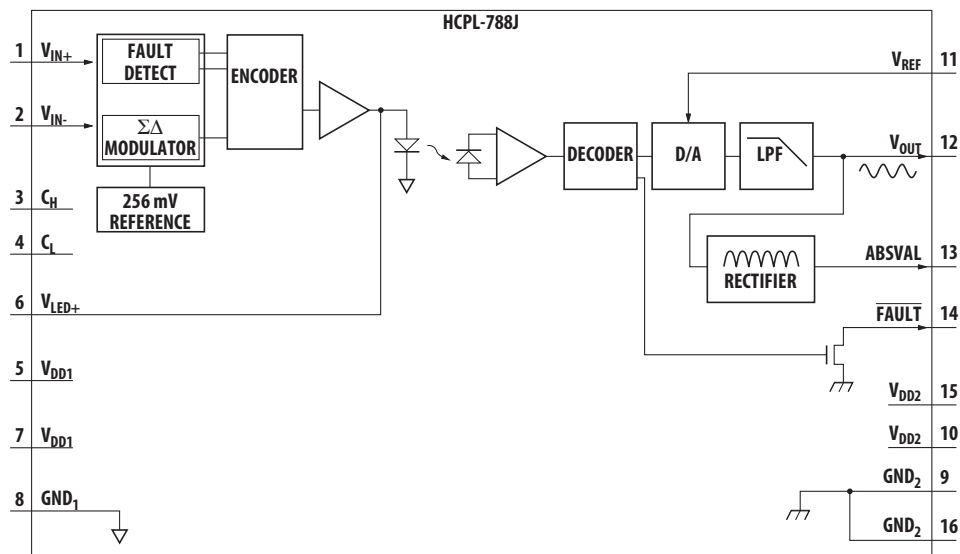 HCPL-788J
1 VIN+
FAULT
DETECT
ENCODER
VREF 11
2 VIN-
ΣΔ
MODULATOR
DECODER
D/A
LPF
VOUT 12
3 CH
256 mV
REFERENCE
4 CL
RECTIFIER
ABSVAL 13
6 VLED+
FAULT 14
5 VDD1
VDD2 15
7 VDD1
VDD2 10
8 GND1
GND2 9
GND2 16